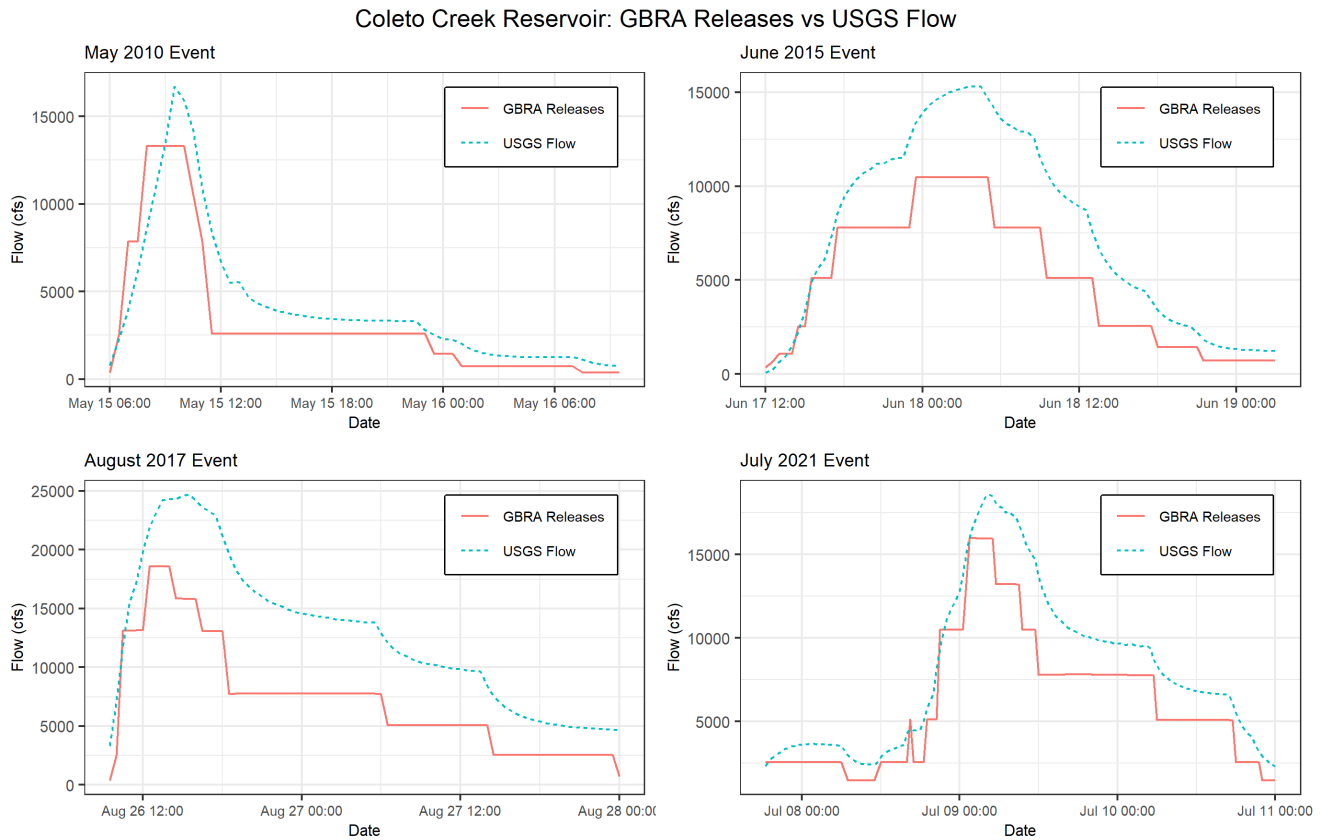 Coleto Creek Reservoir: GBRA Releases vs USGS Flow
May 2010 Event
Flow (cfs)
15000
10000
5000
0
GBRA Releases
USGS Flow
May 15 06:00 May 15 12:00 May 15 18:00 May 16 00:00 May 16 06:00
Date
June 2015 Event
Flow (cfs)
15000
10000
5000
0
GBRA Releases
USGS Flow
Jun 17 12:00 Jun 18 00:00 Jun 18 12:00 Jun 19 00:00
Date
August 2017 Event
Flow (cfs)
25000
20000
15000
10000
5000
0
GBRA Releases
USGS Flow
Aug 26 12:00 Aug 27 00:00 Aug 27 12:00 Aug 28 00:00
Date
July 2021 Event
Flow (cfs)
15000
10000
5000
GBRA Releases
USGS Flow
Jul 08 00:00 Jul 09 00:00 Jul 10 00:00 Jul 11 00:00
Date